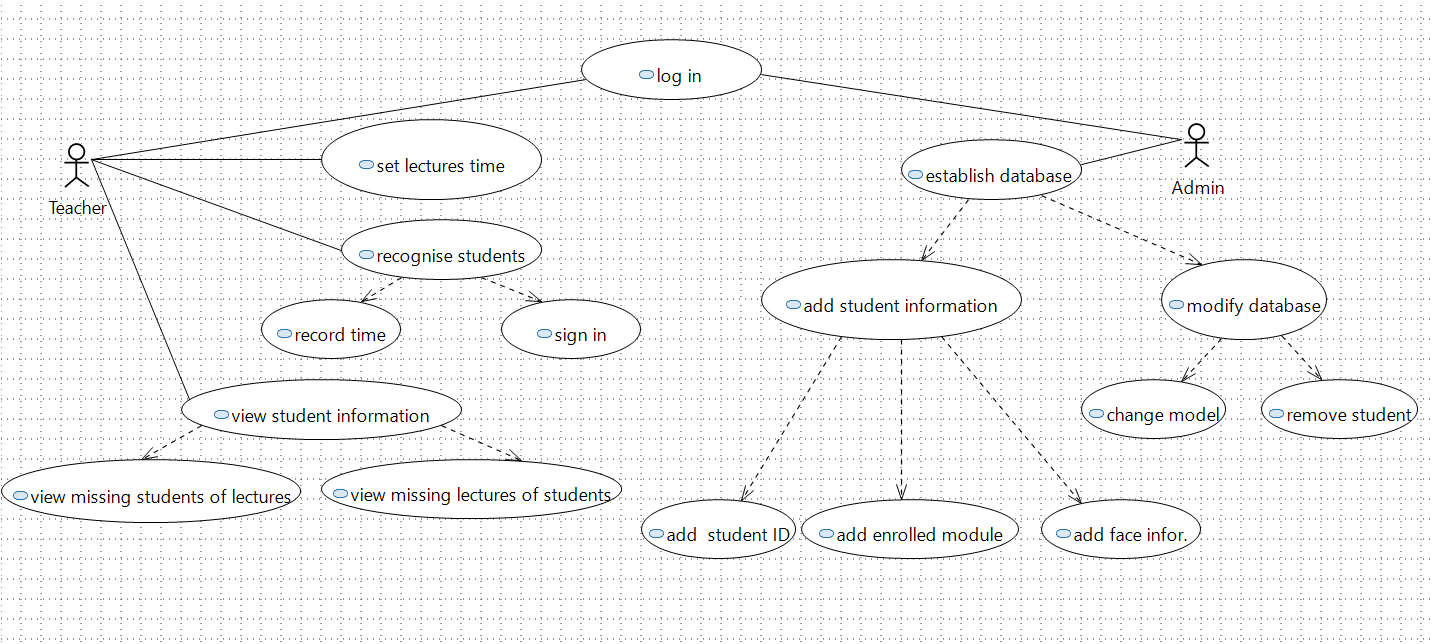 log in
set lectures time
establish database
Teacher
Admin
recognise students
add student information
modify database
record time
sign in
view student information
change model
remove student
view missing students of lectures
view missing lectures of students
add  student ID
add enrolled module
add face infor.